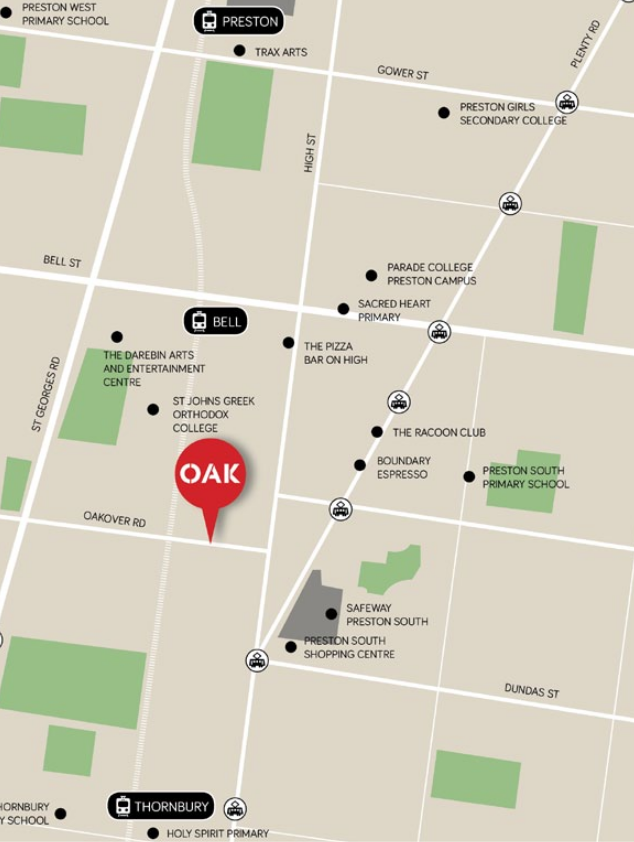 PRESTON WEST
PRIMARY SCHOOL
PRESTON
TRAX ARTS
PLENTY RD
GOWER ST
PRESTON GIRLS
SECONDARY COLLEGE
HIGH ST
BELL ST
PARADE COLLEGE
PRESTON CAMPUS
SACRED HEART
PRIMARY
BELL
THE PIZZA
BAR ON HIGH
THE DAREBIN ARTS
AND ENTERTAINMENT
CENTRE
ST GEORGES RD
ST JOHNS GREEK
ORTHODOX
COLLEGE
THE RACOON CLUB
BOUNDARY
ESPRESSO
PRESTON SOUTH
PRIMARY SCHOOL
OAK
OAKOVER RD
SAFEWAY
PRESTON SOUTH
PRESTON SOUTH
SHOPPING CENTRE
DUNDAS ST
THORNBURY
HORNBURY
Y SCHOOL
HOLY SPIRIT PRIMARY